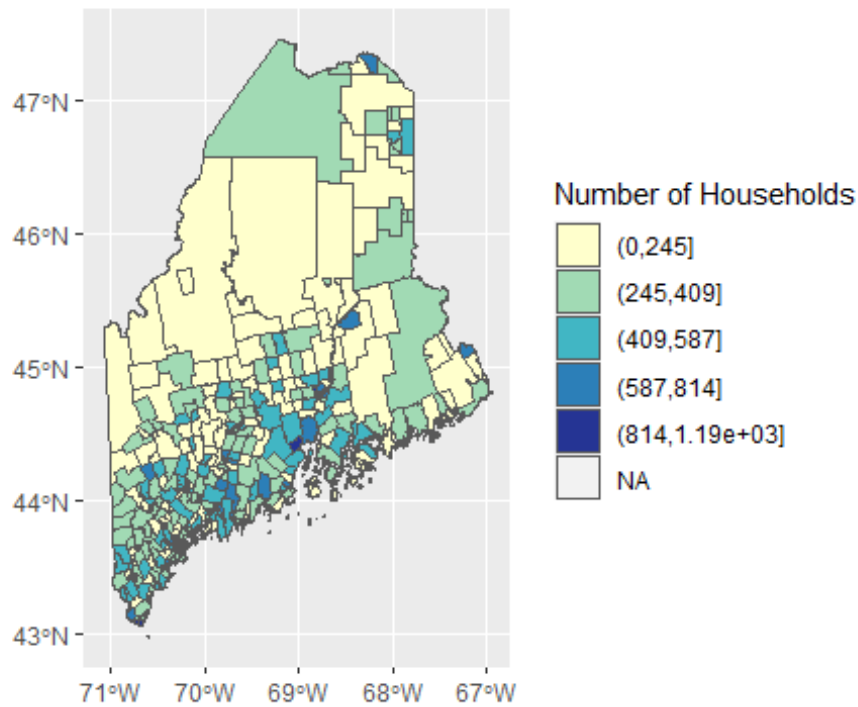 47°N
46°N
45°N
44°N
43°N
71°W 70°W 69°W 68°W 67°W
Number of Households
(0,245]
(245,409]
(409,587]
(587,814]
(814,1.19e+03]
NA